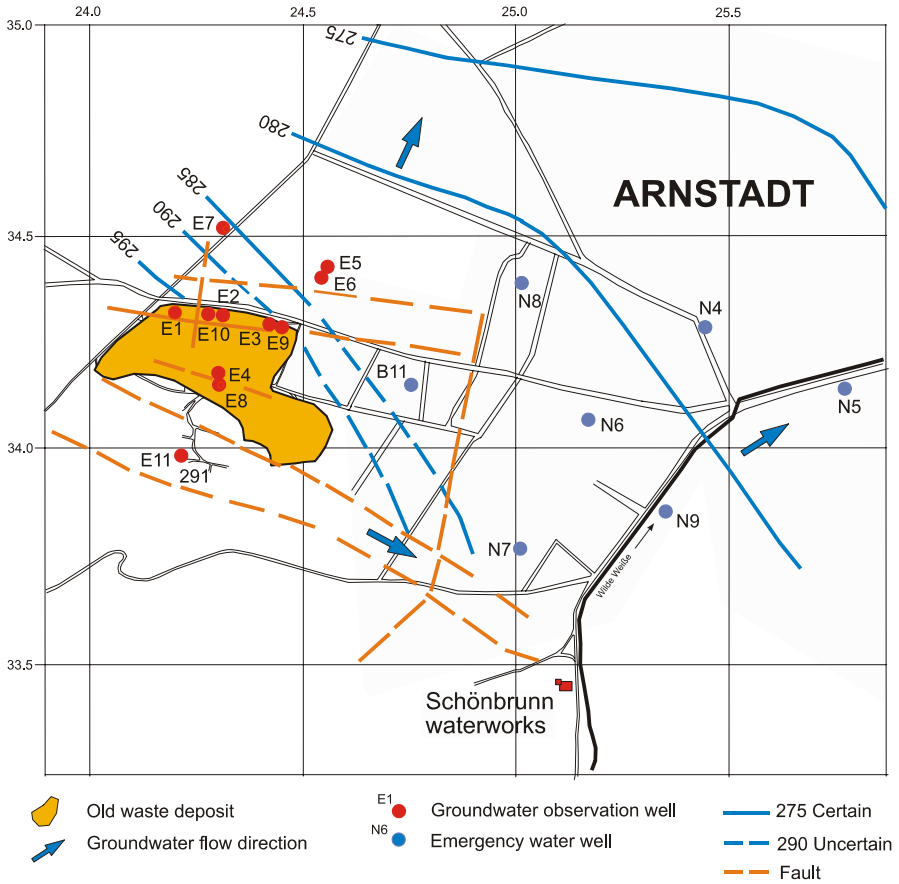 24.0 24.5 25.0 25.5
35.0
275
280
ARNSTADT
285
290
E7
34.5
295
E5
E6
N8
E2
N4
E1
E10
E3
E9
E4
B11
E8
N5
N6
34.0
E11
291
N9
N7
Wilde Weiße
33.5
Schönbrunn
waterworks
Old waste deposit
Groundwater flow direction
E1
Groundwater observation well
N6
Emergency water well
275 Certain
290 Uncertain
Fault